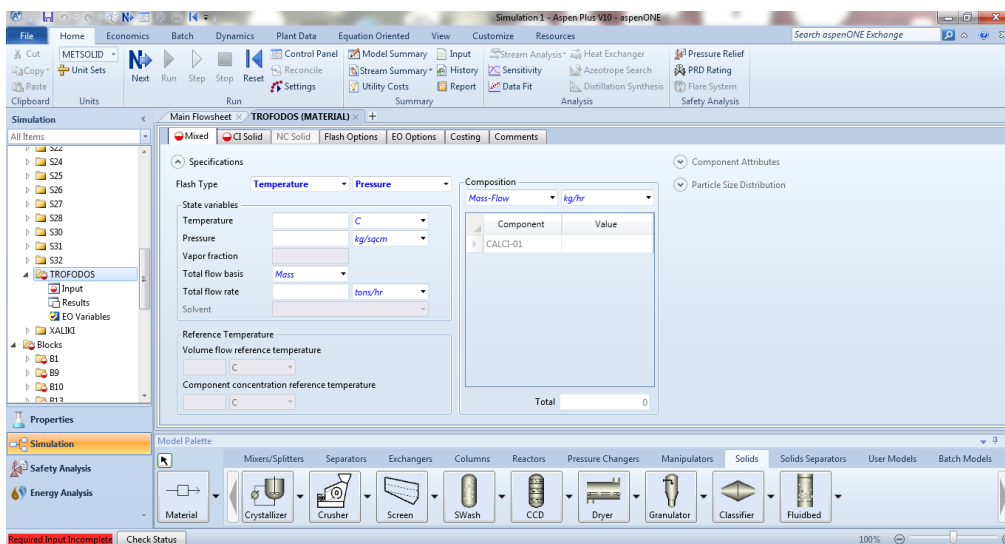 Simulation 1 - Aspen Plus V10 - aspenONE
File Home Economics Batch Dynamics Plant Data Equation Oriented View Customize Resources Search aspenONE Exchange
Cut METSOLID Control Panel Model Summary Input Stream Analysis Heat Exchanger Pressure Relief
Copy Unit Sets Next Run Step Stop Reset Reconcile Stream Summary History Sensitivity Azeotrope Search PRD Rating
Paste Settings Utility Costs Report Data Fit Distillation Synthesis Flare System
Clipboard Units Run Summary Analysis Safety Analysis
Simulation Main Flowsheet TROFODOS (MATERIAL) +
All Items Mixed CI Solid NC Solid Flash Options EO Options Costing Comments
S22
S24 Specifications Component Attributes
S25 Flash Type Temperature Pressure Composition Particle Size Distribution
S26 Mass-Flow kg/hr
S27 State variables
S28 Temperature C Component Value
S30 Pressure kg/sqcm CALCI-01
S31 Vapor fraction
S32 Total flow basis Mass
TROFODOS Total flow rate tons/hr
Input Solvent
Results
EO Variables Reference Temperature
XALIKI Volume flow reference temperature
Blocks C
B1 Component concentration reference temperature
B9 C
B10 Total 0
B13
Properties
Simulation Model Palette
Safety Analysis Mixers/Splitters Separators Exchangers Columns Reactors Pressure Changers Manipulators Solids Solids Separators User Models Batch Models
Energy Analysis
Material Crystallizer Crusher Screen SWash CCD Dryer Granulator Classifier Fluidbed
Required Input Incomplete Check Status 100%